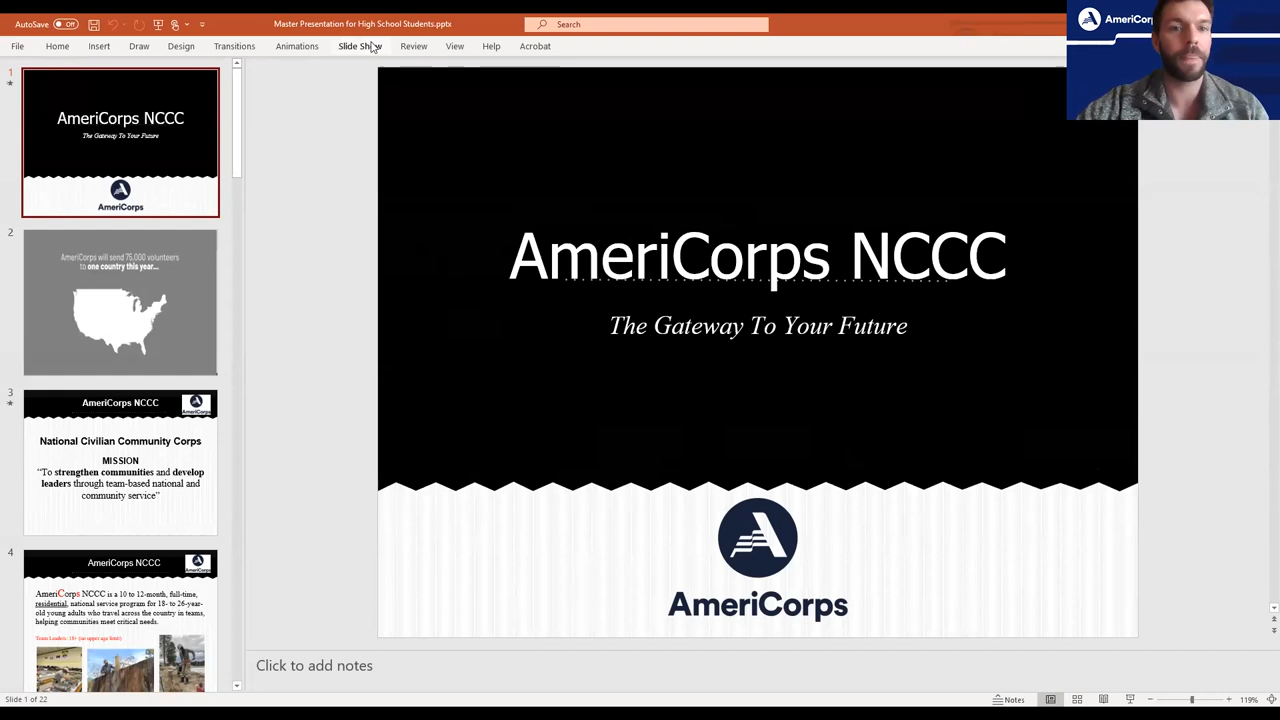 AutoSave Off
Master Presentation for High School Students.pptx
Search
File Home Insert Draw Design Transitions Animations Slide Show Review View Help Acrobat
1
AmeriCorps NCCC
The Gateway To Your Future
AmeriCorps
2
AmeriCorps will send 75,000 volunteers
to one country this year...
3
AmeriCorps NCCC
National Civilian Community Corps
MISSION
“To strengthen communities and develop
leaders through team-based national and
community service”
4
AmeriCorps NCCC
AmeriCorps NCCC is a 10 to 12-month, full-time,
residential, national service program for 18- to 26-year-
old young adults who travel across the country in teams,
helping communities meet critical needs.
Team Leaders: 18+ (no upper age limit)
AmeriCorps NCCC
The Gateway To Your Future
AmeriCorps
Click to add notes
Slide 1 of 22
Notes
119%